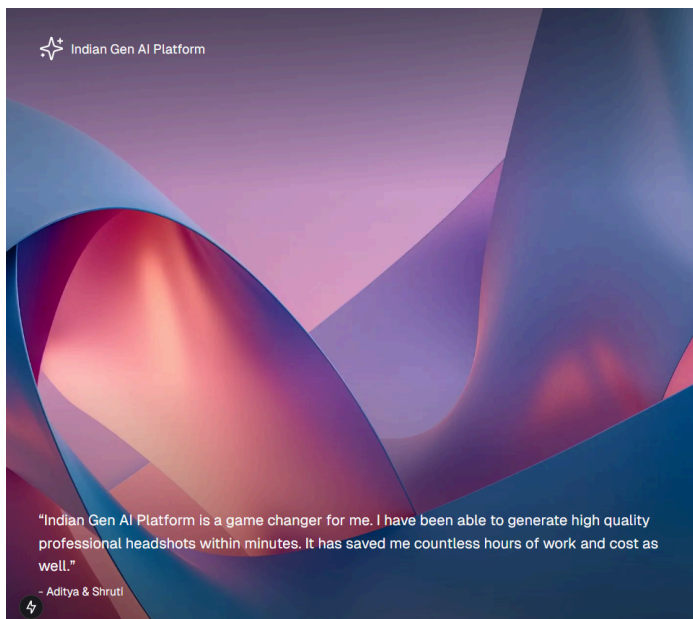 Indian Gen AI Platform
“Indian Gen AI Platform is a game changer for me. I have been able to generate high quality
professional headshots within minutes. It has saved me countless hours of work and cost as
well.”
- Aditya & Shruti